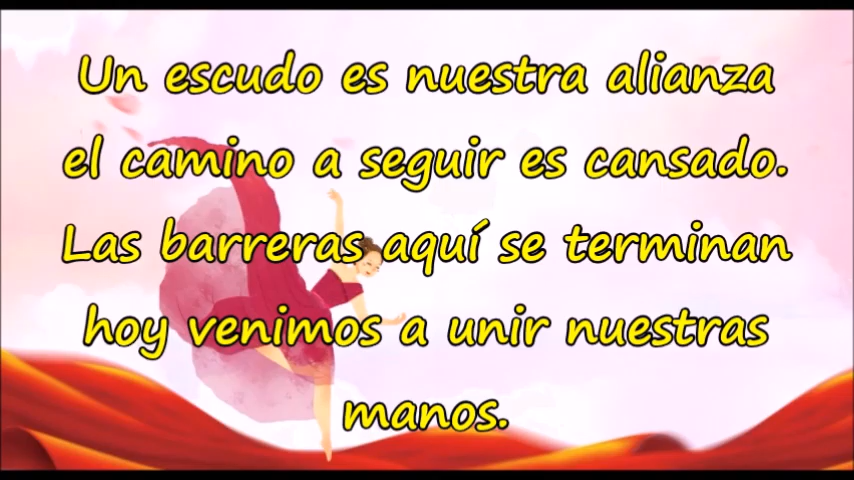 Un escudo es nuestra alianza
el camino a seguir es cansado.
Las barreras aquí se terminan
hoy venimos a unir nuestras
manos.